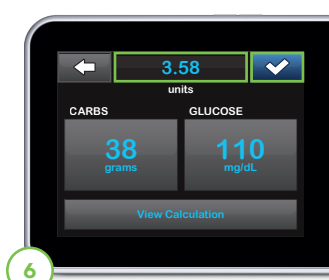 3.58
units
CARBS GLUCOSE
38 110
grams mg/dL
View Calculation
6